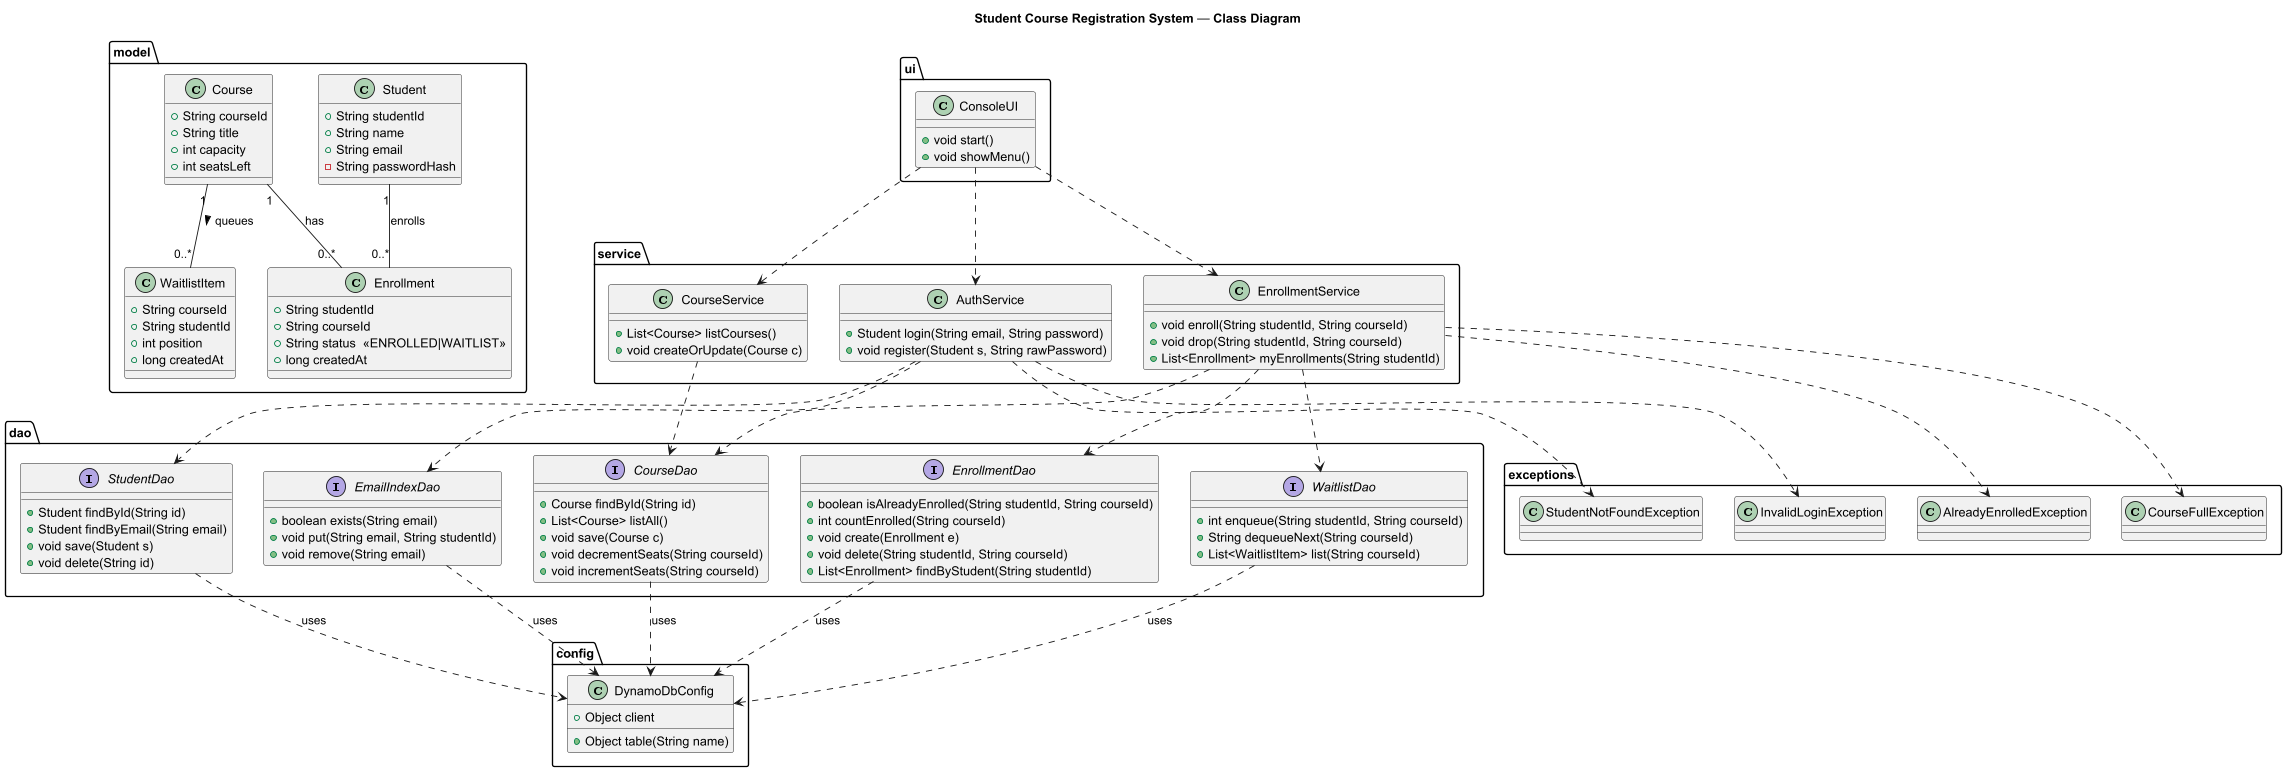 Student Course Registration System — Class Diagram
model
C Course
String courseId
String title
int capacity
int seatsLeft
C Student
String studentId
String name
String email
String passwordHash
1
queues
0..*
1
has
0..*
1
enrolls
0..*
C WaitlistItem
String courseId
String studentId
int position
long createdAt
C Enrollment
String studentId
String courseId
String status «ENROLLED|WAITLIST»
long createdAt
ui
C ConsoleUI
void start()
void showMenu()
service
C CourseService
List<Course> listCourses()
void createOrUpdate(Course c)
C AuthService
Student login(String email, String password)
void register(Student s, String rawPassword)
C EnrollmentService
void enroll(String studentId, String courseId)
void drop(String studentId, String courseId)
List<Enrollment> myEnrollments(String studentId)
dao
I StudentDao
Student findById(String id)
Student findByEmail(String email)
void save(Student s)
void delete(String id)
I EmailIndexDao
boolean exists(String email)
void put(String email, String studentId)
void remove(String email)
I CourseDao
Course findById(String id)
List<Course> listAll()
void save(Course c)
void decrementSeats(String courseId)
void incrementSeats(String courseId)
I EnrollmentDao
boolean isAlreadyEnrolled(String studentId, String courseId)
int countEnrolled(String courseId)
void create(Enrollment e)
void delete(String studentId, String courseId)
List<Enrollment> findByStudent(String studentId)
I WaitlistDao
int enqueue(String studentId, String courseId)
String dequeueNext(String courseId)
List<WaitlistItem> list(String courseId)
exceptions
C StudentNotFoundException
C InvalidLoginException
C AlreadyEnrolledException
C CourseFullException
uses
uses
uses
uses
uses
config
C DynamoDbConfig
Object client
Object table(String name)